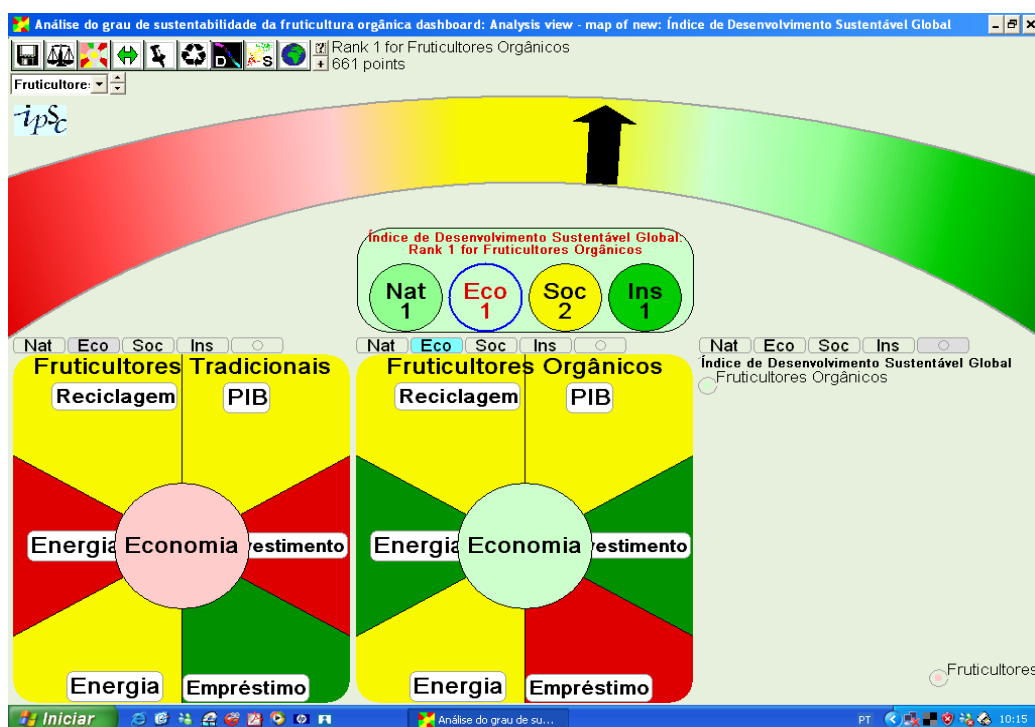 Análise do grau de sustentabilidade da fruticultura orgânica dashboard: Analysis view - map of new: Índice de Desenvolvimento Sustentável Global
D
S
?
+
Rank 1 for Fruticultores Orgânicos
661 points
Fruticultore
ipSc
Índice de Desenvolvimento Sustentável Global:
Rank 1 for Fruticultores Orgânicos
Nat
1
Eco
1
Soc
2
Ins
1
Nat Eco Soc Ins
Fruticultores Tradicionais
Reciclagem PIB
Energia Economia vestimento
Energia Empréstimo
Nat Eco Soc Ins
Fruticultores Orgânicos
Reciclagem PIB
Energia Economia vestimento
Energia Empréstimo
Nat Eco Soc Ins
Índice de Desenvolvimento Sustentável Global
Fruticultores Orgânicos
Fruticultores
Iniciar
Análise do grau de su...
PT
10:15